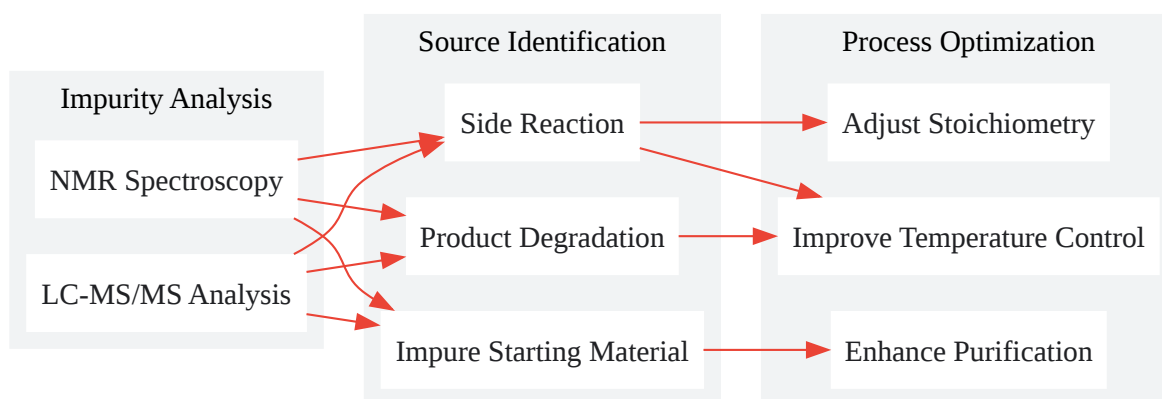 Impurity Analysis
NMR Spectroscopy
LC-MS/MS Analysis
Source Identification
Side Reaction
Product Degradation
Impure Starting Material
Process Optimization
Adjust Stoichiometry
Improve Temperature Control
Enhance Purification